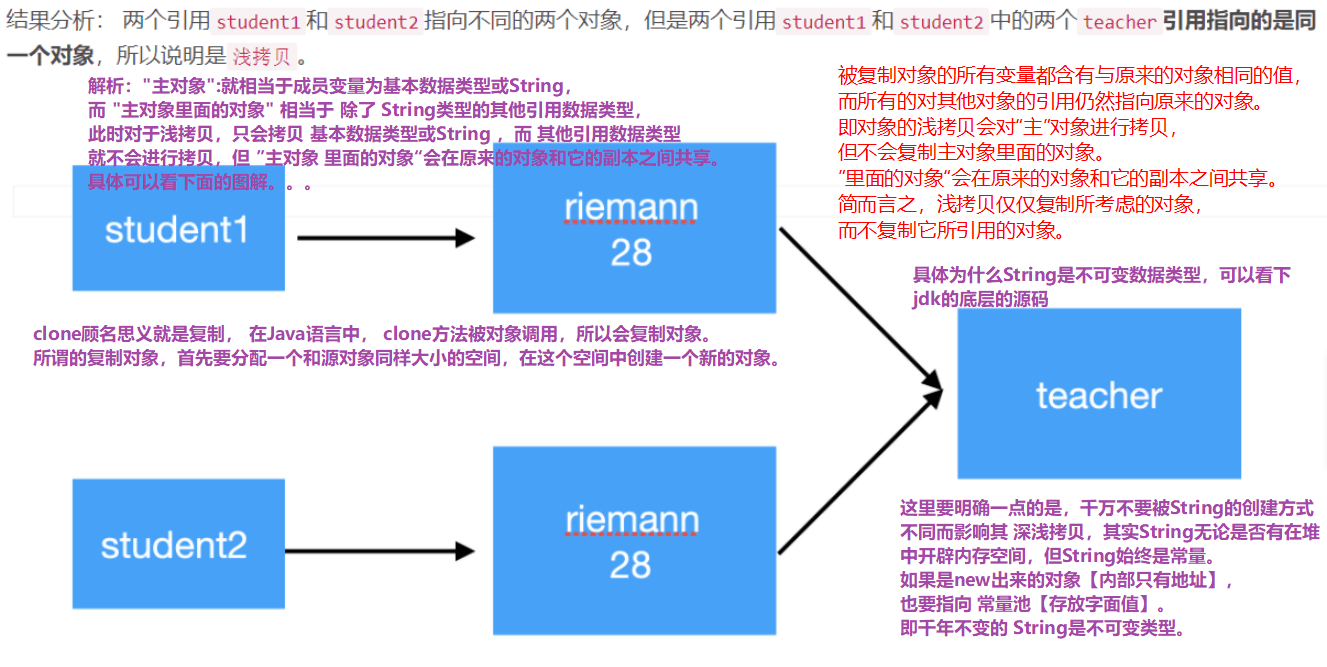 结果分析： 两个引用 student1 和 student2 指向不同的两个对象，但是两个引用 student1 和 student2 中的两个 teacher 引用指向的是同
一个对象，所以说明是 浅拷贝 。
解析："主对象":就相当于成员变量为基本数据类型或String，
而 "主对象里面的对象" 相当于 除了 String类型的其他引用数据类型，
此时对于浅拷贝，只会拷贝 基本数据类型或String ，而 其他引用数据类型
就不会进行拷贝，但 “主对象 里面的对象“会在原来的对象和它的副本之间共享。
具体可以看下面的图解。。。
被复制对象的所有变量都含有与原来的对象相同的值，
而所有的对其他对象的引用仍然指向原来的对象。
即对象的浅拷贝会对“主”对象进行拷贝，
但不会复制主对象里面的对象。
”里面的对象“会在原来的对象和它的副本之间共享。
简而言之，浅拷贝仅仅复制所考虑的对象，
而不复制它所引用的对象。
student1
riemann
28
具体为什么String是不可变数据类型，可以看下
jdk的底层的源码
clone顾名思义就是复制， 在Java语言中， clone方法被对象调用，所以会复制对象。
所谓的复制对象，首先要分配一个和源对象同样大小的空间，在这个空间中创建一个新的对象。
teacher
student2
riemann
28
这里要明确一点的是，千万不要被String的创建方式
不同而影响其 深浅拷贝，其实String无论是否有在堆
中开辟内存空间，但String始终是常量。
如果是new出来的对象【内部只有地址】，
也要指向 常量池【存放字面值】。
即千年不变的 String是不可变类型。